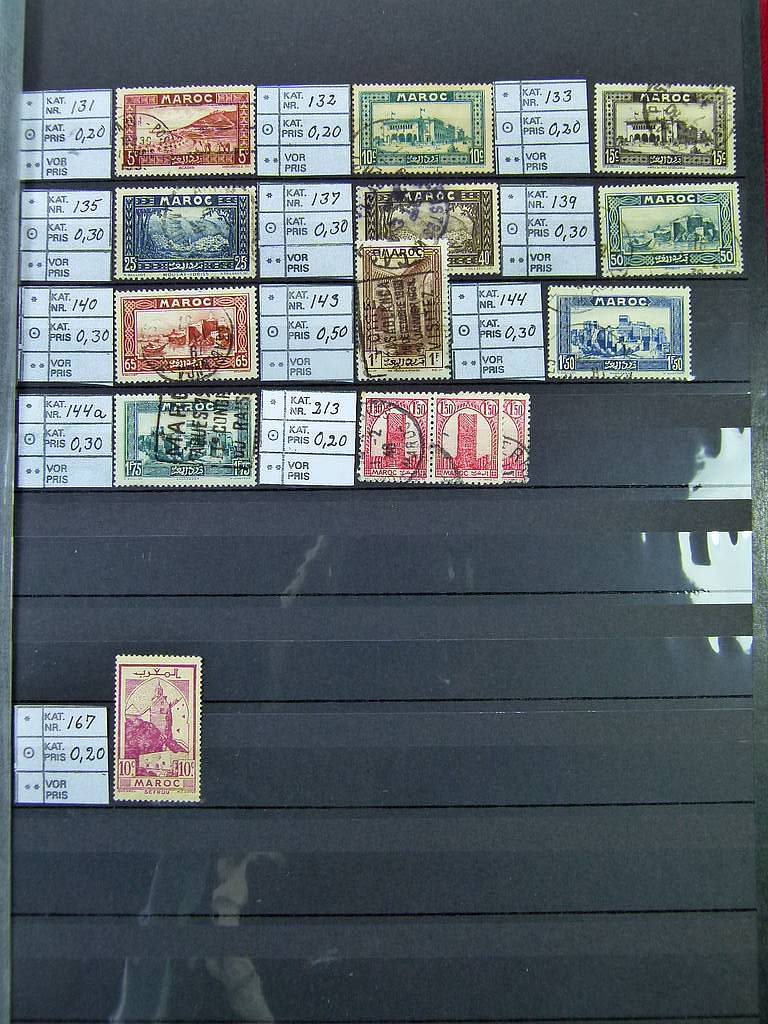 * KAT. NR. 131
⊙ KAT. PRIS 0,20
** VOR PRIS
MAROC
5c 5c
* KAT. NR. 132
⊙ KAT. PRIS 0,20
** VOR PRIS
MAROC
10c 10c
* KAT. NR. 133
⊙ KAT. PRIS 0,20
** VOR PRIS
MAROC
15c 15c
* KAT. NR. 135
⊙ KAT. PRIS 0,30
** VOR PRIS
MAROC
25 25
* KAT. NR. 137
⊙ KAT. PRIS 0,30
** VOR PRIS
40c
* KAT. NR. 139
⊙ KAT. PRIS 0,30
** VOR PRIS
MAROC
50 50
* KAT. NR. 140
⊙ KAT. PRIS 0,30
** VOR PRIS
MAROC
65 65
* KAT. NR. 143
⊙ KAT. PRIS 0,50
** VOR PRIS
MAROC
1F 1F
* KAT. NR. 144
⊙ KAT. PRIS 0,30
** VOR PRIS
MAROC
1F50 1F50
* KAT. NR. 144a
⊙ KAT. PRIS 0,30
** VOR PRIS
MAROC
1F75 1F75
* KAT. NR. 213
⊙ KAT. PRIS 0,20
** VOR PRIS
1F50 1F50 1F50 1F50 1F50
MAROC MAROC
* KAT. NR. 167
⊙ KAT. PRIS 0,20
** VOR PRIS
المغرب
10c 10c
MAROC
SEFROU